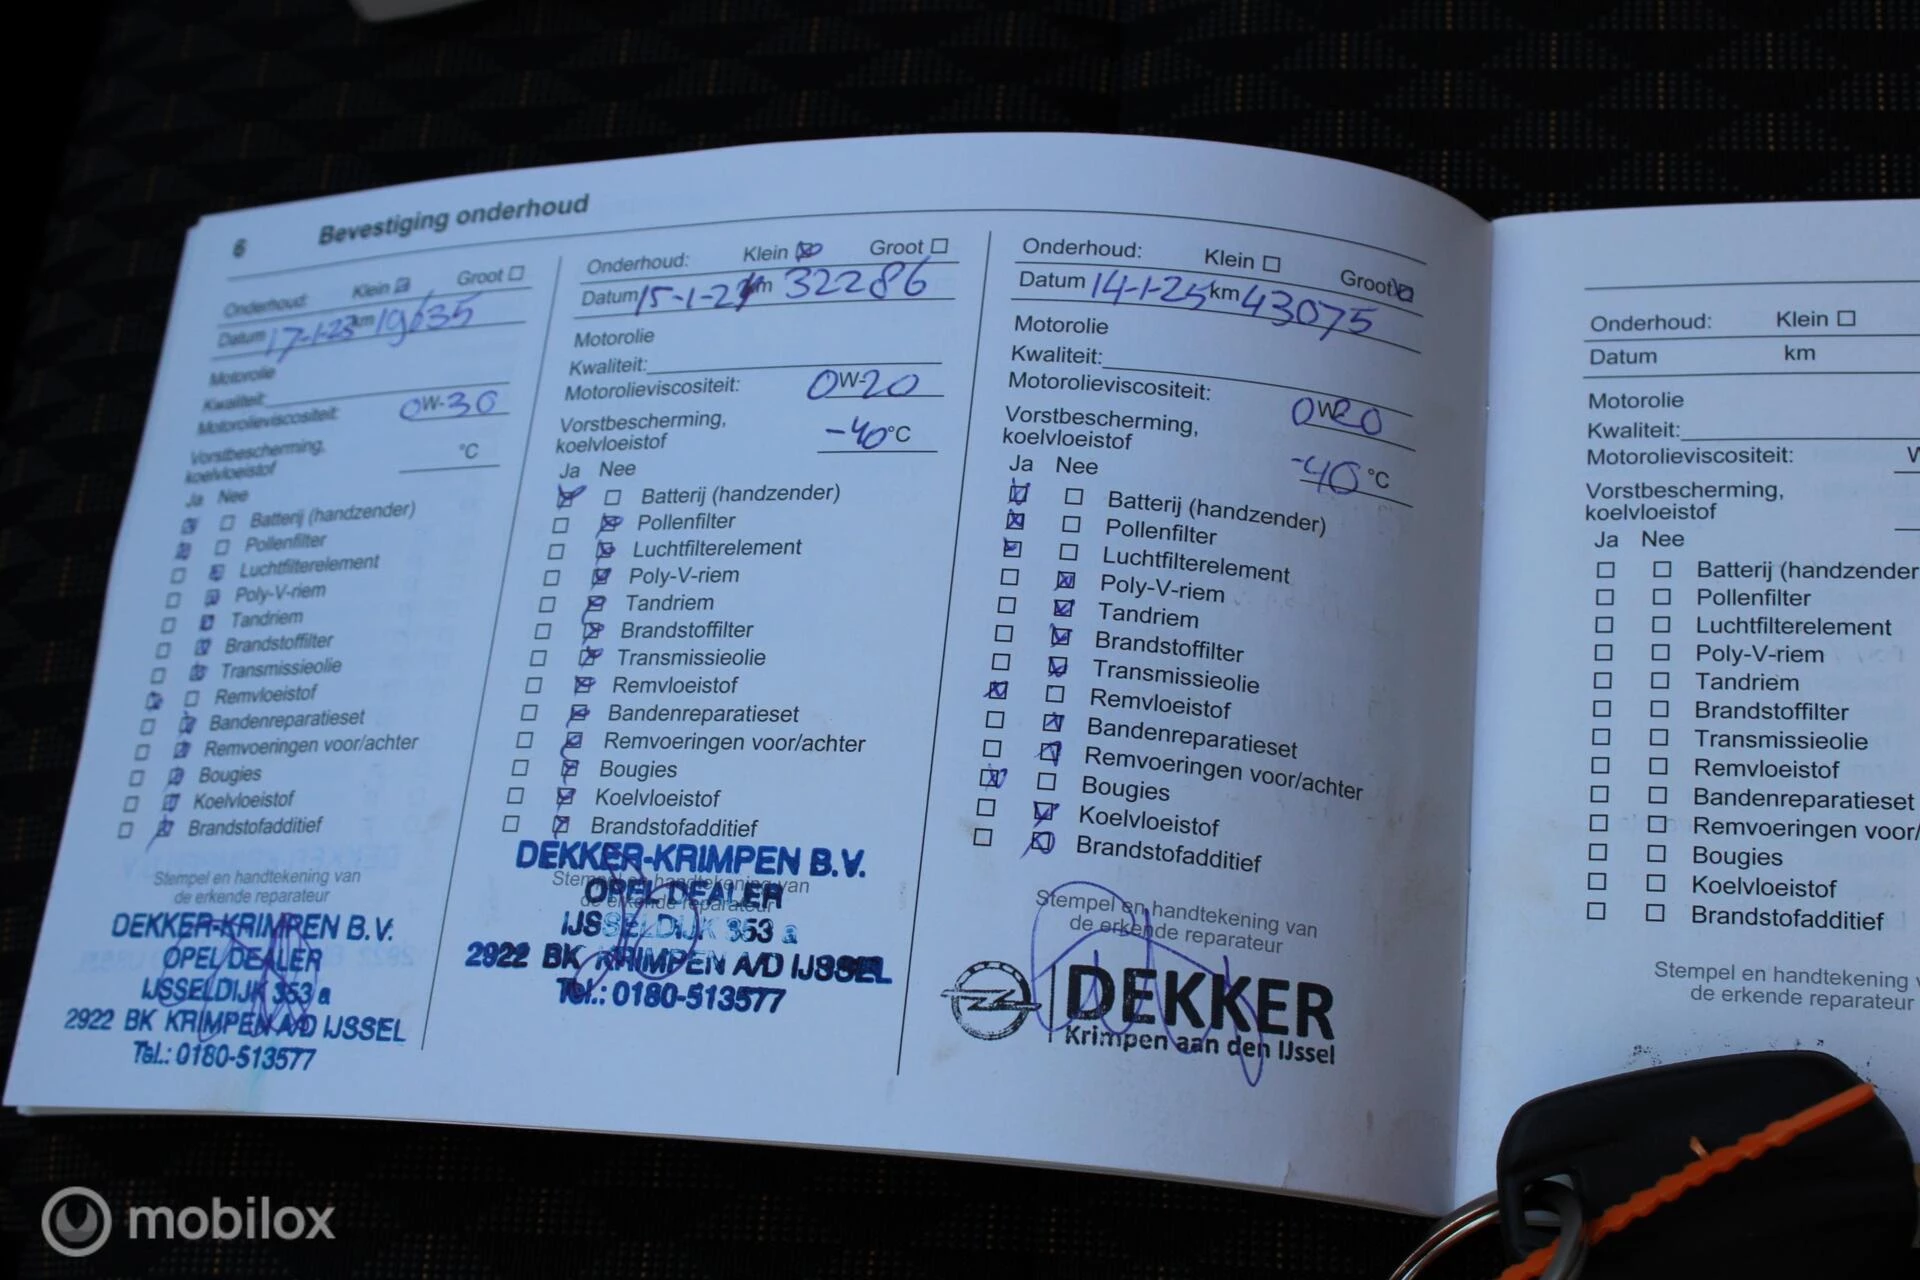 6 Bevestiging onderhoud
Onderhoud: Klein Groot
Datum 17-1-23 km 19635
Motorolie
Kwaliteit:
Motorolieviscositeit: 0W-30
Vorstbescherming,
koelvloeistof °C
Ja Nee
Batterij (handzender)
Pollenfilter
Luchtfilterelement
Poly-V-riem
Tandriem
Brandstoffilter
Transmissieolie
Remvloeistof
Bandenreparatieset
Remvoeringen voor/achter
Bougies
Koelvloeistof
Brandstofadditief
Stempel en handtekening van
de erkende reparateur
DEKKER-KRIMPEN B.V.
OPEL DEALER
IJSSELDIJK 353 a
2922 BK KRIMPEN A/D IJSSEL
Tel.: 0180-513577
Onderhoud: Klein Groot
Datum 15-1-24 km 32286
Motorolie
Kwaliteit:
Motorolieviscositeit: 0W-20
Vorstbescherming,
koelvloeistof -40 °C
Ja Nee
Batterij (handzender)
Pollenfilter
Luchtfilterelement
Poly-V-riem
Tandriem
Brandstoffilter
Transmissieolie
Remvloeistof
Bandenreparatieset
Remvoeringen voor/achter
Bougies
Koelvloeistof
Brandstofadditief
Stempel en handtekening van
de erkende reparateur
DEKKER-KRIMPEN B.V.
OPEL DEALER
IJSSELDIJK 353 a
2922 BK KRIMPEN A/D IJSSEL
Tel.: 0180-513577
Onderhoud: Klein Groot
Datum 14-1-25 km 43075
Motorolie
Kwaliteit:
Motorolieviscositeit: 0W20
Vorstbescherming,
koelvloeistof -40 °C
Ja Nee
Batterij (handzender)
Pollenfilter
Luchtfilterelement
Poly-V-riem
Tandriem
Brandstoffilter
Transmissieolie
Remvloeistof
Bandenreparatieset
Remvoeringen voor/achter
Bougies
Koelvloeistof
Brandstofadditief
Stempel en handtekening van
de erkende reparateur
DEKKER
Krimpen aan den IJssel
Onderhoud: Klein
Datum km
Motorolie
Kwaliteit:
Motorolieviscositeit: W
Vorstbescherming,
koelvloeistof
Ja Nee
Batterij (handzender
Pollenfilter
Luchtfilterelement
Poly-V-riem
Tandriem
Brandstoffilter
Transmissieolie
Remvloeistof
Bandenreparatieset
Remvoeringen voor/
Bougies
Koelvloeistof
Brandstofadditief
Stempel en handtekening v
de erkende reparateur
mobilox